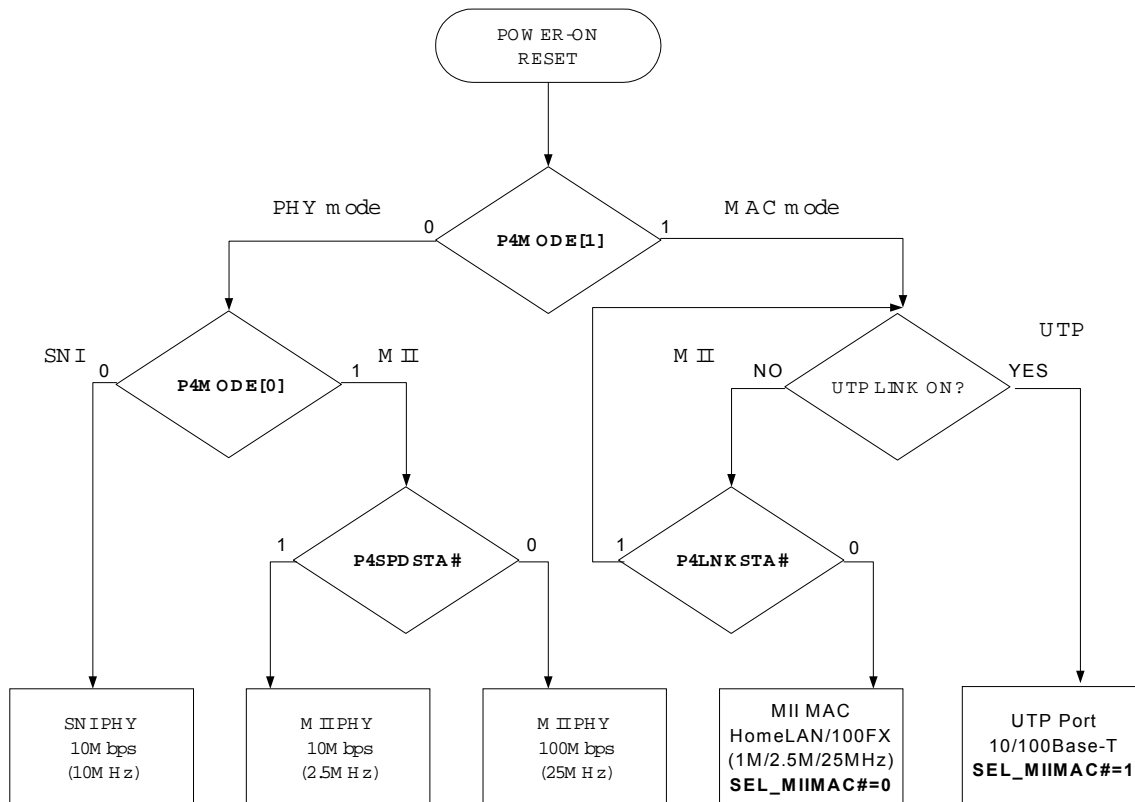 POWER-ON
RESET
PHY mode
0
P4MODE[1]
1
MAC mode
SNI
0
P4MODE[0]
1
MII
MII
NO
UTP LINK ON?
YES
UTP
1
P4SPDSTA#
0
1
P4LNKSTA#
0
SNI PHY
10Mbps
(10MHz)
MII PHY
10Mbps
(2.5MHz)
MII PHY
100Mbps
(25MHz)
MII MAC
HomeLAN/100FX
(1M/2.5M/25MHz)
SEL_MIIMAC#=0
UTP Port
10/100Base-T
SEL_MIIMAC#=1